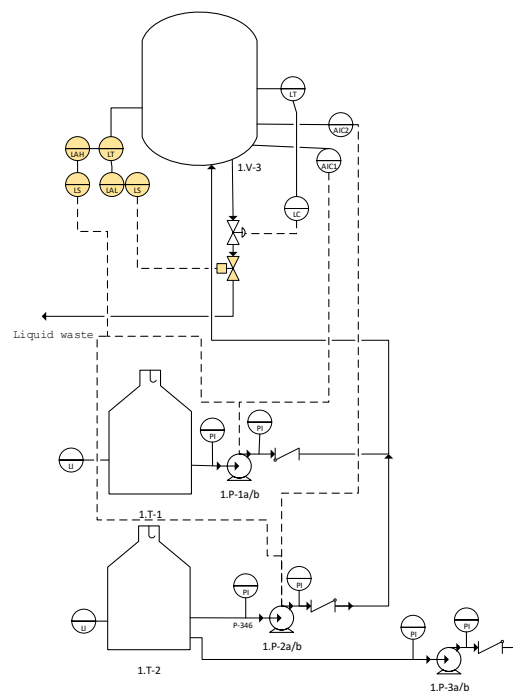 LT
AIC2
LAH
LT
AIC1
1.V-3
LS
LAL
LS
LC
Liquid waste
PI
PI
LI
1.P-1a/b
1.T-1
PI
PI
P-346
LI
PI
PI
1.P-2a/b
1.T-2
1.P-3a/b